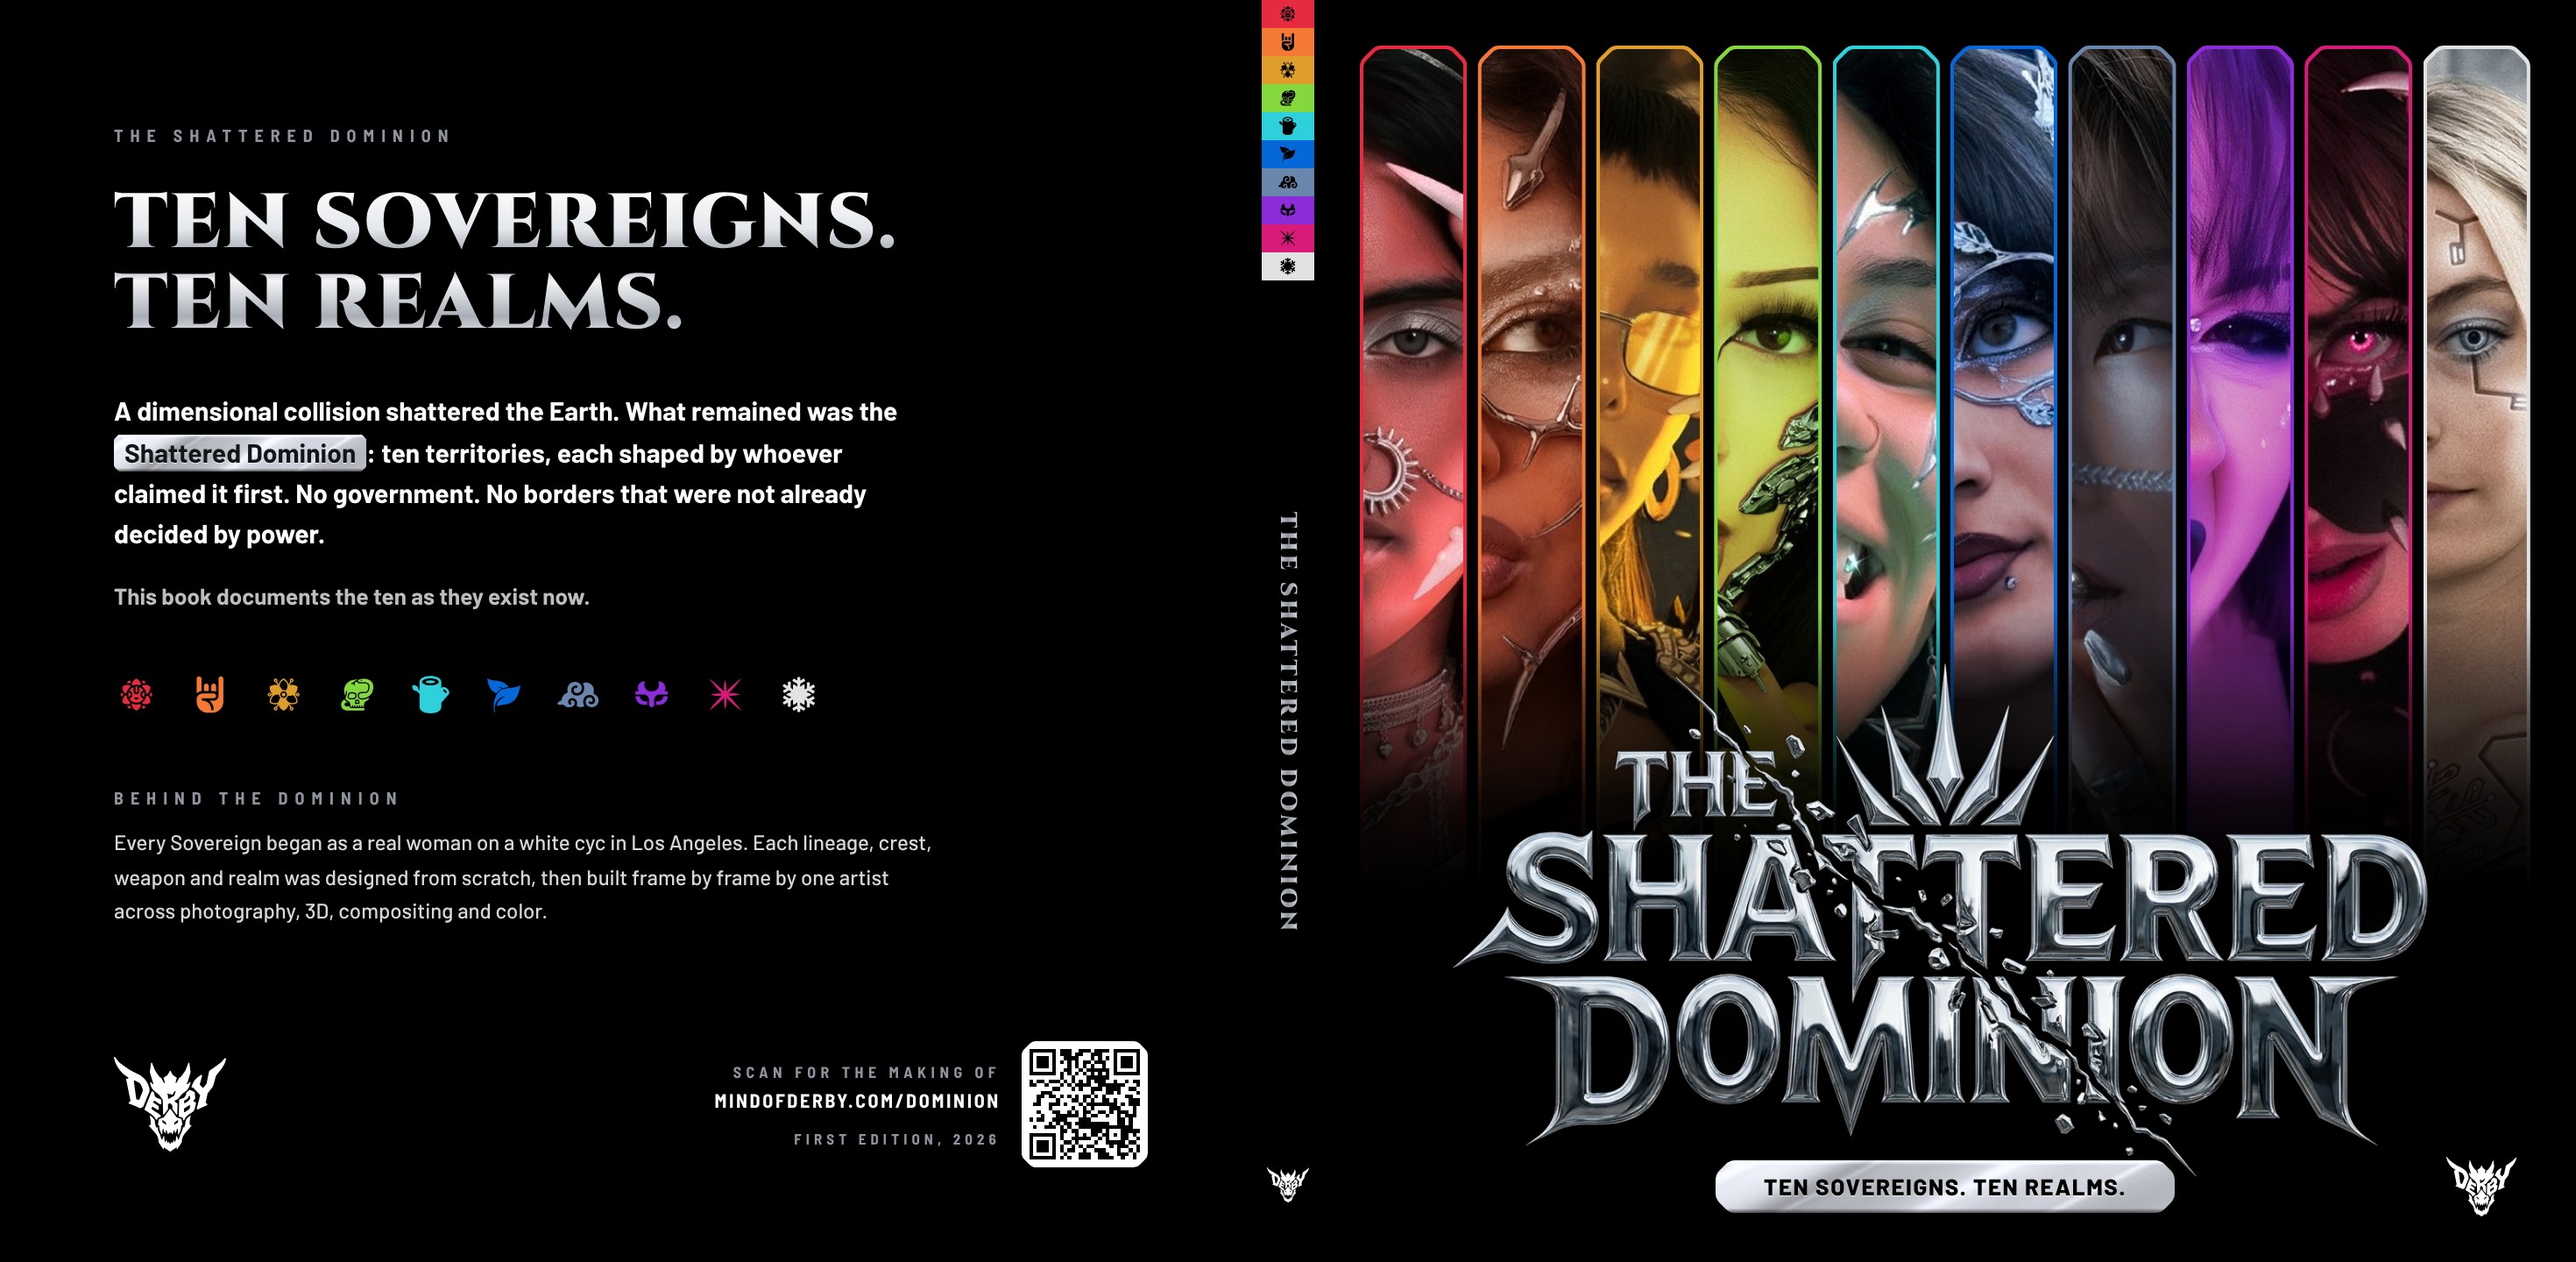 THE SHATTERED DOMINION
TEN SOVEREIGNS.
TEN REALMS.
A dimensional collision shattered the Earth. What remained was the
Shattered Dominion : ten territories, each shaped by whoever
claimed it first. No government. No borders that were not already
decided by power.
This book documents the ten as they exist now.
BEHIND THE DOMINION
Every Sovereign began as a real woman on a white cyc in Los Angeles. Each lineage, crest,
weapon and realm was designed from scratch, then built frame by frame by one artist
across photography, 3D, compositing and color.
DERBY
SCAN FOR THE MAKING OF
MINDOFDERBY.COM/DOMINION
FIRST EDITION, 2026
THE SHATTERED DOMINION
DERBY
THE
SHATTERED
DOMINION
TEN SOVEREIGNS. TEN REALMS.
DERBY